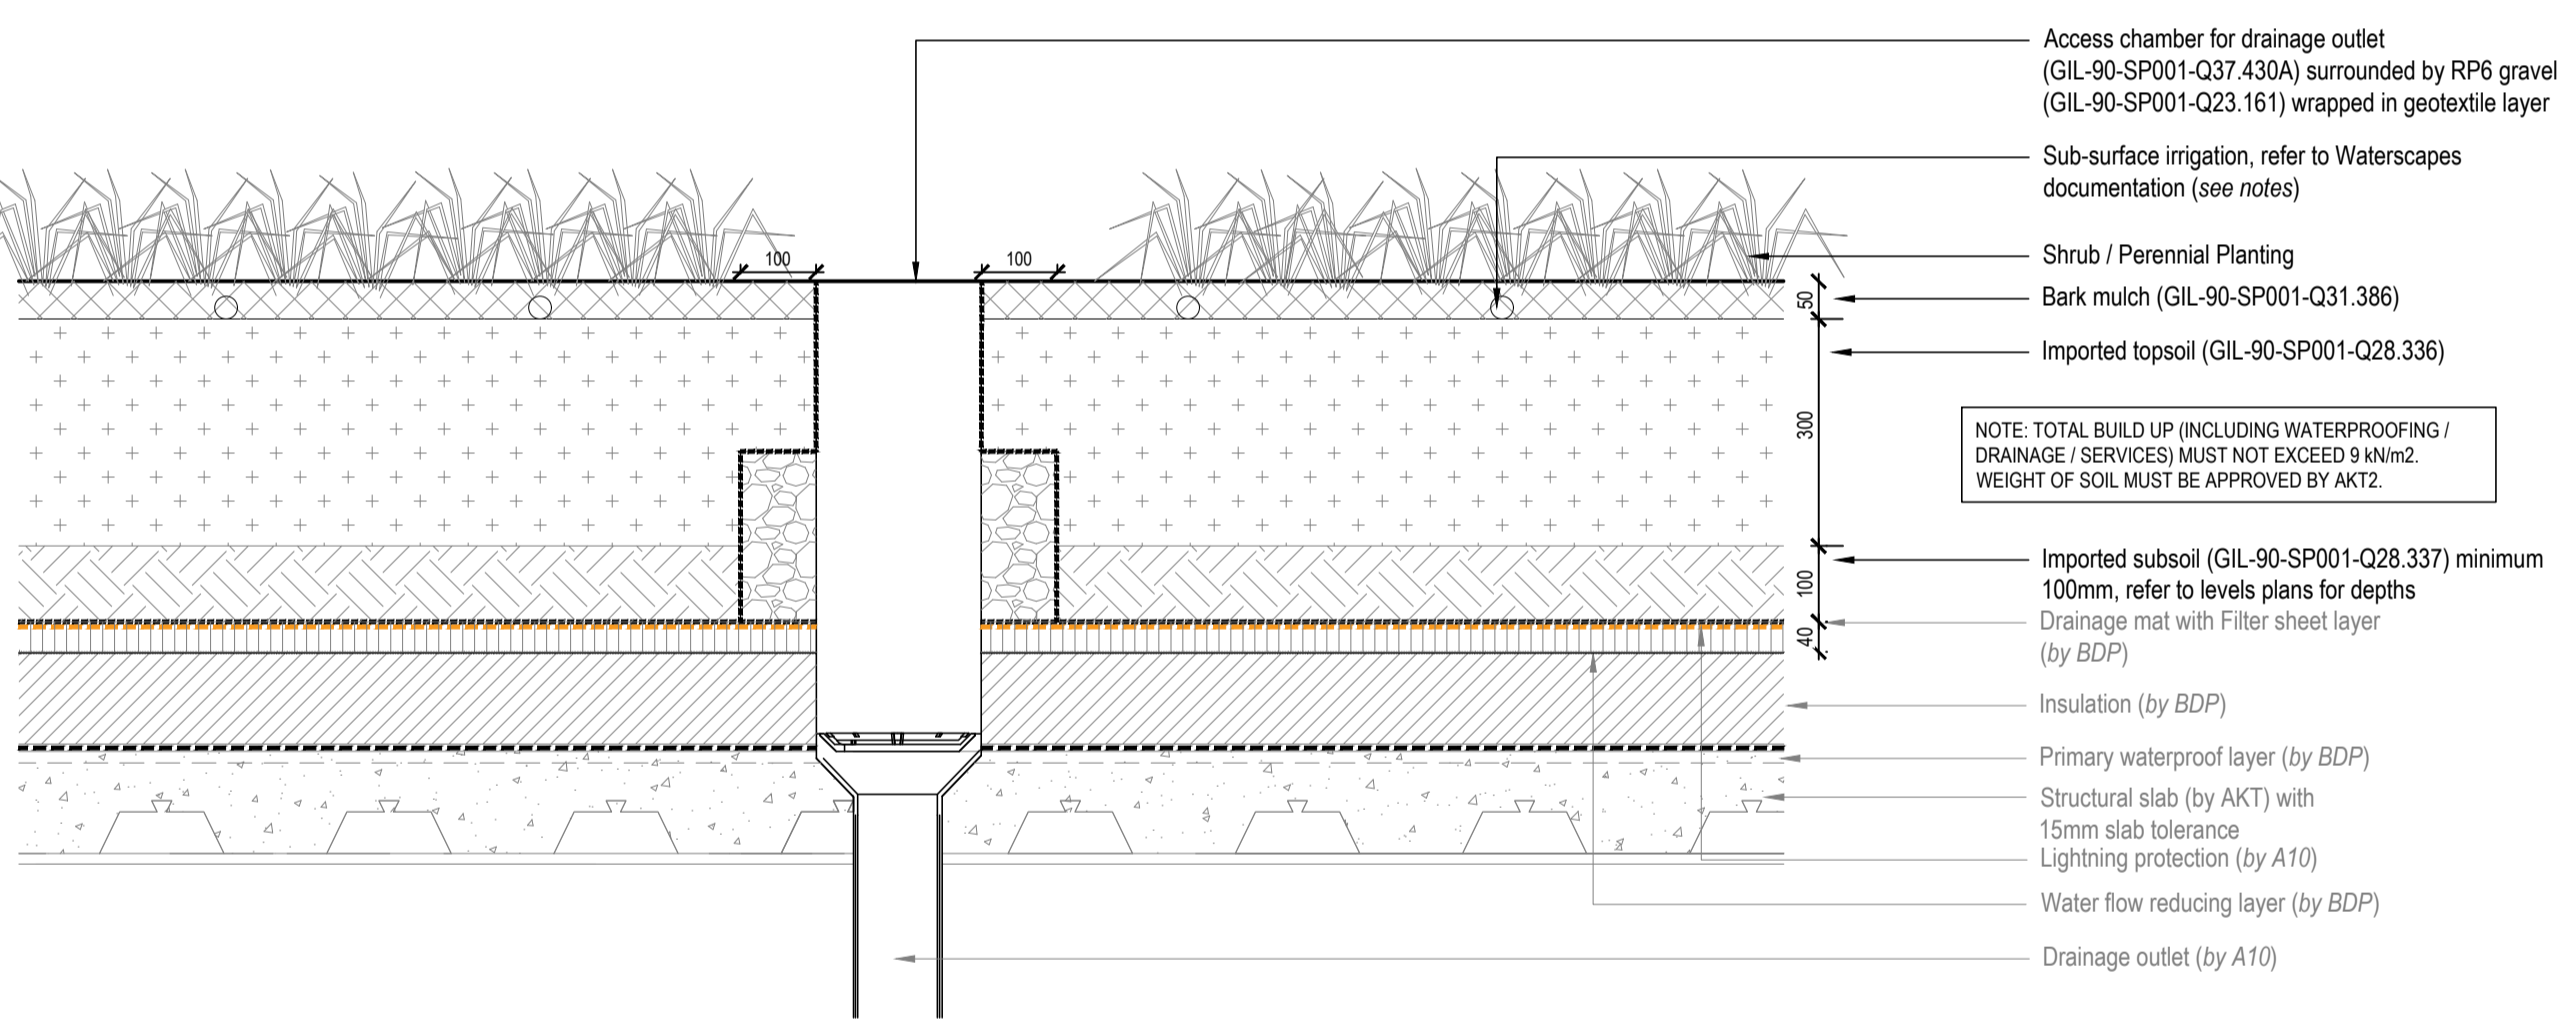 Access chamber for drainage outlet
(GIL-90-SP001-Q37.430A) surrounded by RP6 gravel
(GIL-90-SP001-Q23.161) wrapped in geotextile layer
Sub-surface irrigation, refer to Waterscapes
documentation (see notes)
Shrub / Perennial Planting
100
100
50
Bark mulch (GIL-90-SP001-Q31.386)
Imported topsoil (GIL-90-SP001-Q28.336)
300
NOTE: TOTAL BUILD UP (INCLUDING WATERPROOFING /
DRAINAGE / SERVICES) MUST NOT EXCEED 9 kN/m2.
WEIGHT OF SOIL MUST BE APPROVED BY AKT2.
100
Imported subsoil (GIL-90-SP001-Q28.337) minimum
100mm, refer to levels plans for depths
40
Drainage mat with Filter sheet layer
(by BDP)
Insulation (by BDP)
Primary waterproof layer (by BDP)
Structural slab (by AKT) with
15mm slab tolerance
Lightning protection (by A10)
Water flow reducing layer (by BDP)
Drainage outlet (by A10)